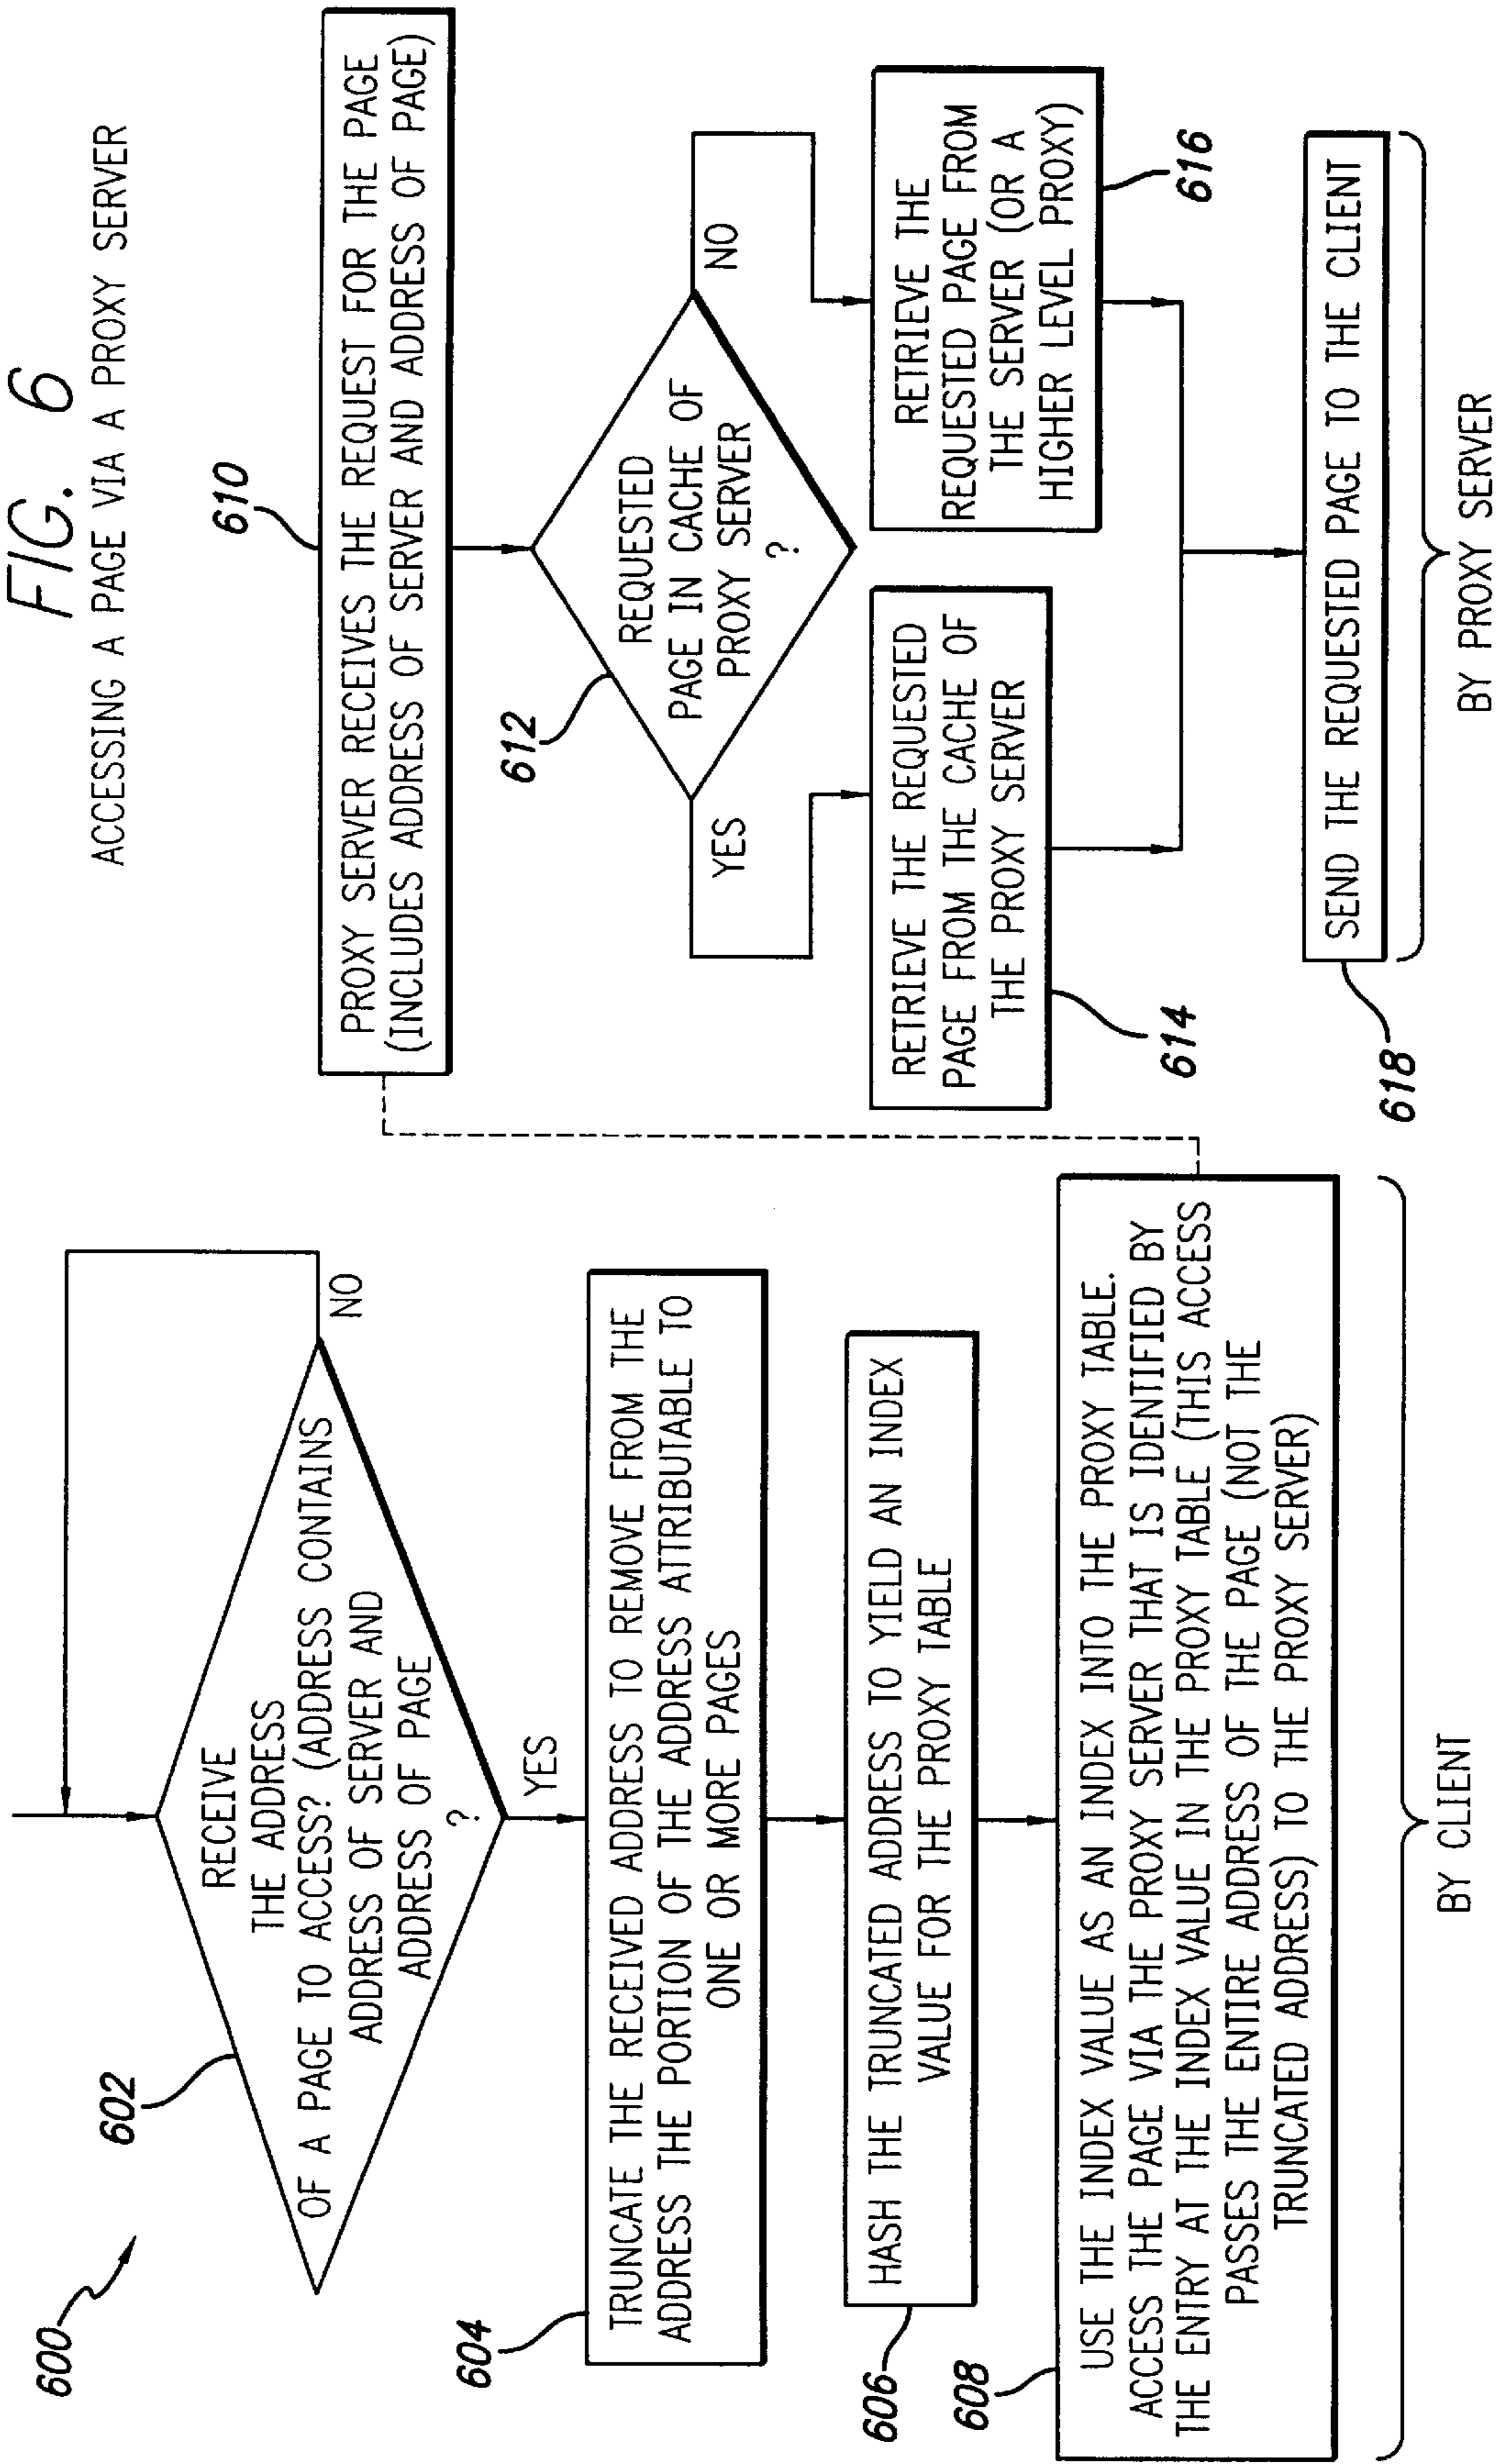 FIG. 6
ACCESSING A PAGE VIA A PROXY SERVER
600
602
RECEIVE
THE ADDRESS
OF A PAGE TO ACCESS? (ADDRESS CONTAINS
ADDRESS OF SERVER AND
ADDRESS OF PAGE
?
NO
YES
604
TRUNCATE THE RECEIVED ADDRESS TO REMOVE FROM THE
ADDRESS THE PORTION OF THE ADDRESS ATTRIBUTABLE TO
ONE OR MORE PAGES
606
HASH THE TRUNCATED ADDRESS TO YIELD AN INDEX
VALUE FOR THE PROXY TABLE
608
USE THE INDEX VALUE AS AN INDEX INTO THE PROXY TABLE.
ACCESS THE PAGE VIA THE PROXY SERVER THAT IS IDENTIFIED BY
THE ENTRY AT THE INDEX VALUE IN THE PROXY TABLE (THIS ACCESS
PASSES THE ENTIRE ADDRESS OF THE PAGE (NOT THE
TRUNCATED ADDRESS) TO THE PROXY SERVER)
BY CLIENT
610
PROXY SERVER RECEIVES THE REQUEST FOR THE PAGE
(INCLUDES ADDRESS OF SERVER AND ADDRESS OF PAGE)
612
REQUESTED
PAGE IN CACHE OF
PROXY SERVER
?
YES
NO
RETRIEVE THE REQUESTED
PAGE FROM THE CACHE OF
THE PROXY SERVER
614
RETRIEVE THE
REQUESTED PAGE FROM
THE SERVER (OR A
HIGHER LEVEL PROXY)
616
SEND THE REQUESTED PAGE TO THE CLIENT
618
BY PROXY SERVER